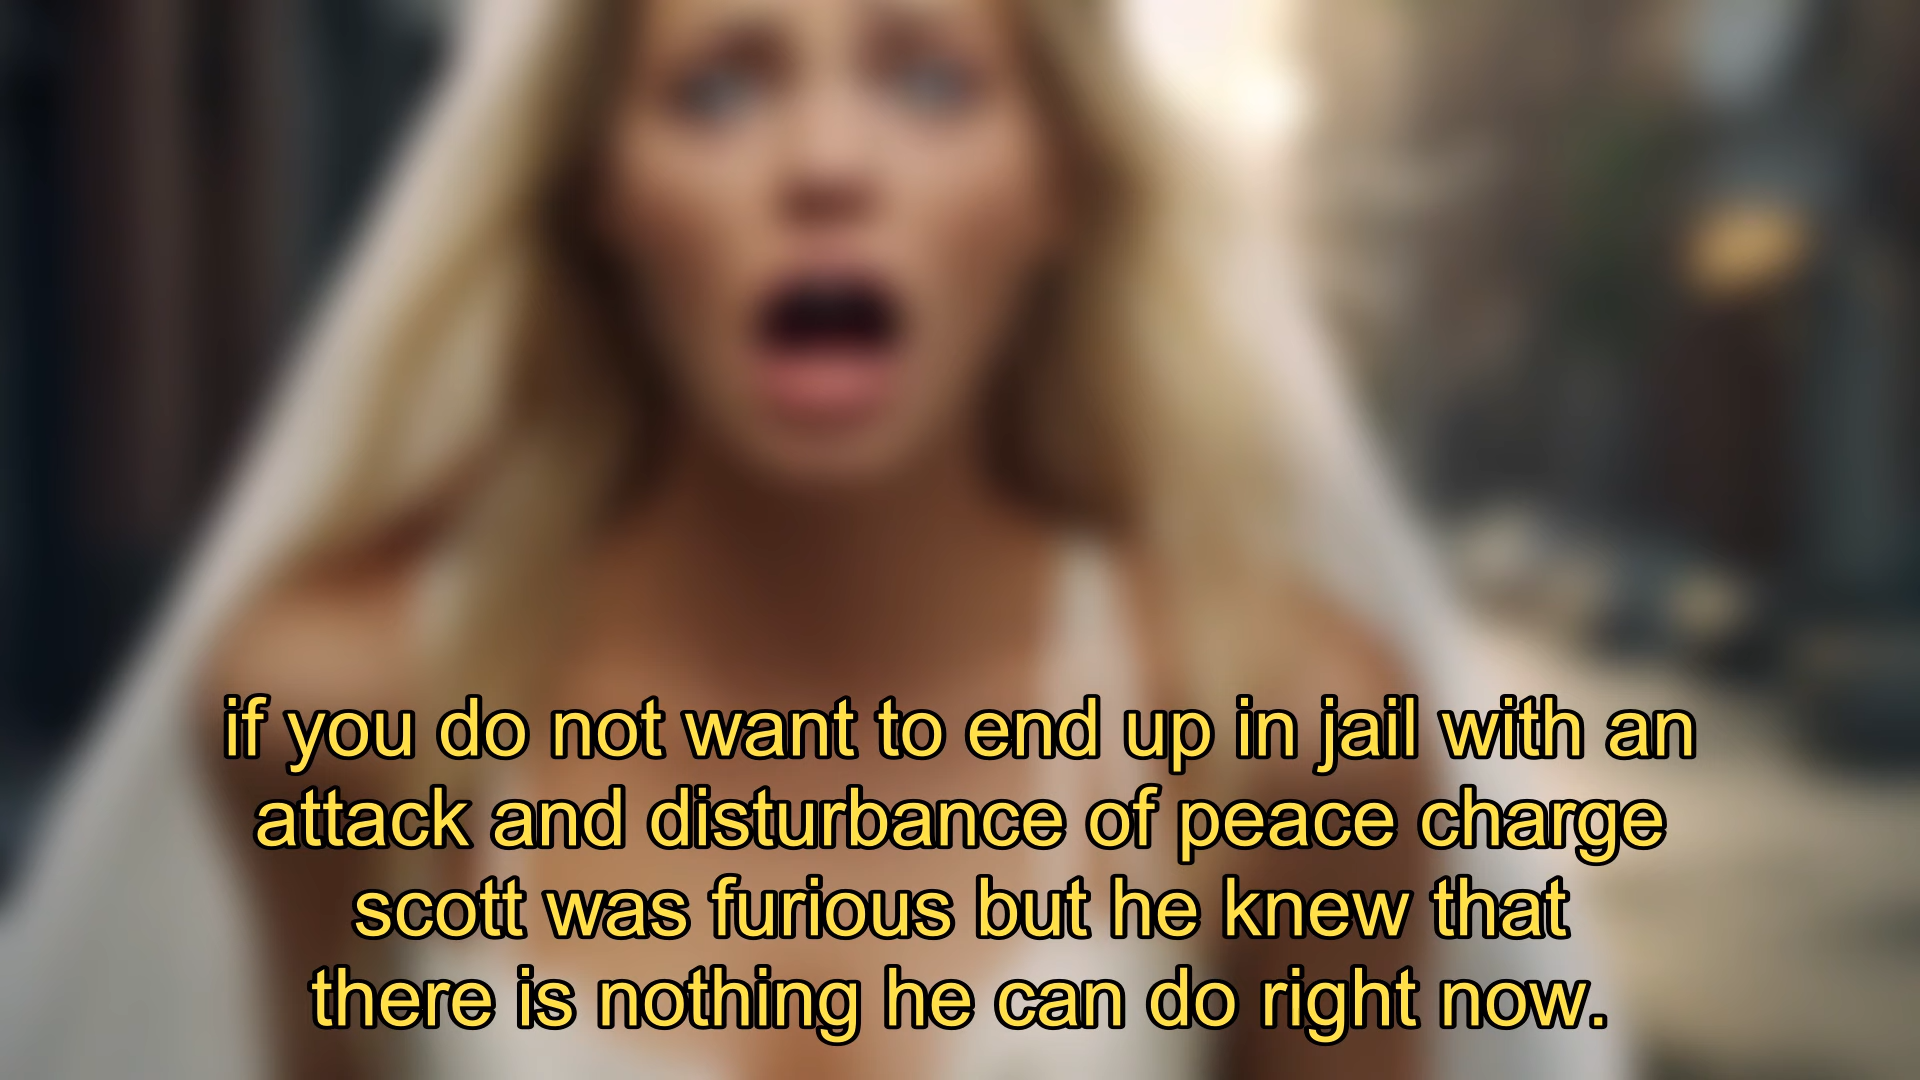 if you do not want to end up in jail with an
attack and disturbance of peace charge
scott was furious but he knew that
there is nothing he can do right now.